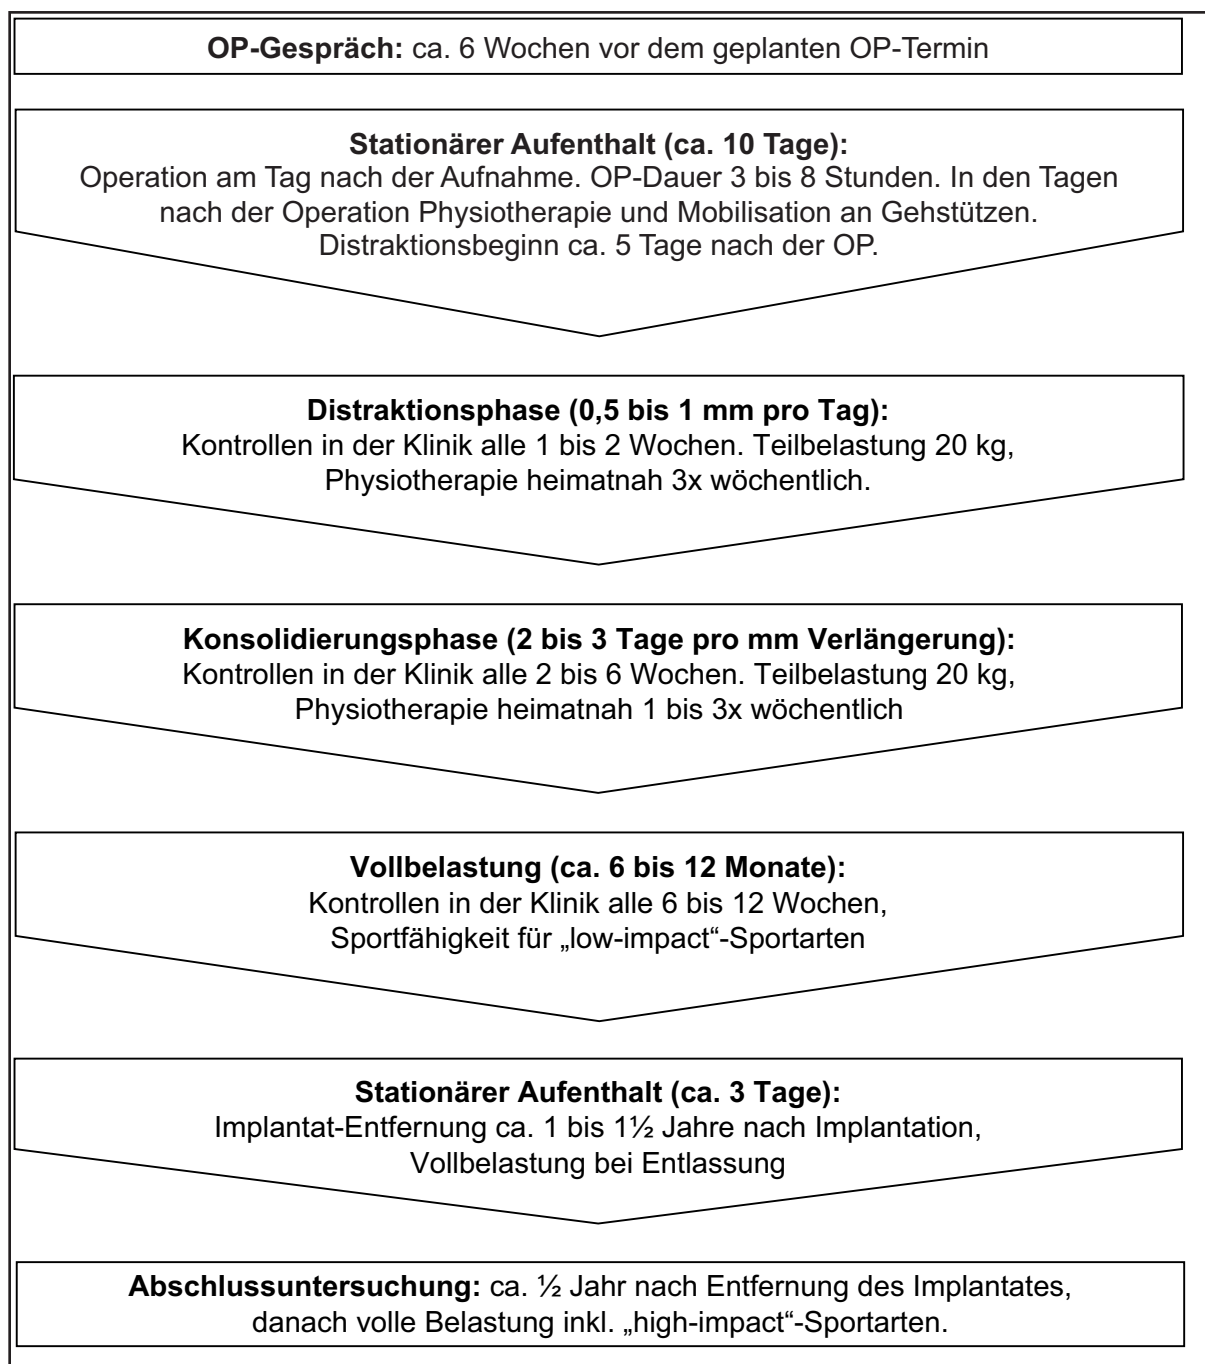 OP-Gespräch: ca. 6 Wochen vor dem geplanten OP-Termin
Stationärer Aufenthalt (ca. 10 Tage):
Operation am Tag nach der Aufnahme. OP-Dauer 3 bis 8 Stunden. In den Tagen
nach der Operation Physiotherapie und Mobilisation an Gehstützen.
Distraktionsbeginn ca. 5 Tage nach der OP.
Distraktionsphase (0,5 bis 1 mm pro Tag):
Kontrollen in der Klinik alle 1 bis 2 Wochen. Teilbelastung 20 kg,
Physiotherapie heimatnah 3x wöchentlich.
Konsolidierungsphase (2 bis 3 Tage pro mm Verlängerung):
Kontrollen in der Klinik alle 2 bis 6 Wochen. Teilbelastung 20 kg,
Physiotherapie heimatnah 1 bis 3x wöchentlich
Vollbelastung (ca. 6 bis 12 Monate):
Kontrollen in der Klinik alle 6 bis 12 Wochen,
Sportfähigkeit für „low-impact“-Sportarten
Stationärer Aufenthalt (ca. 3 Tage):
Implantat-Entfernung ca. 1 bis 1½ Jahre nach Implantation,
Vollbelastung bei Entlassung
Abschlussuntersuchung: ca. ½ Jahr nach Entfernung des Implantates,
danach volle Belastung inkl. „high-impact“-Sportarten.